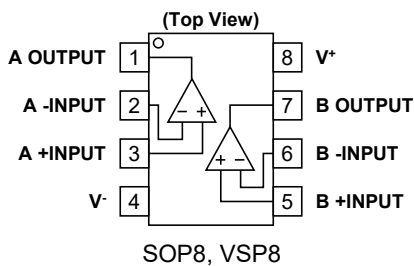 (Top View)
A OUTPUT 1 8 V+
A -INPUT 2 7 B OUTPUT
− +
A +INPUT 3 6 B -INPUT
+ −
V- 4 5 B +INPUT
SOP8, VSP8